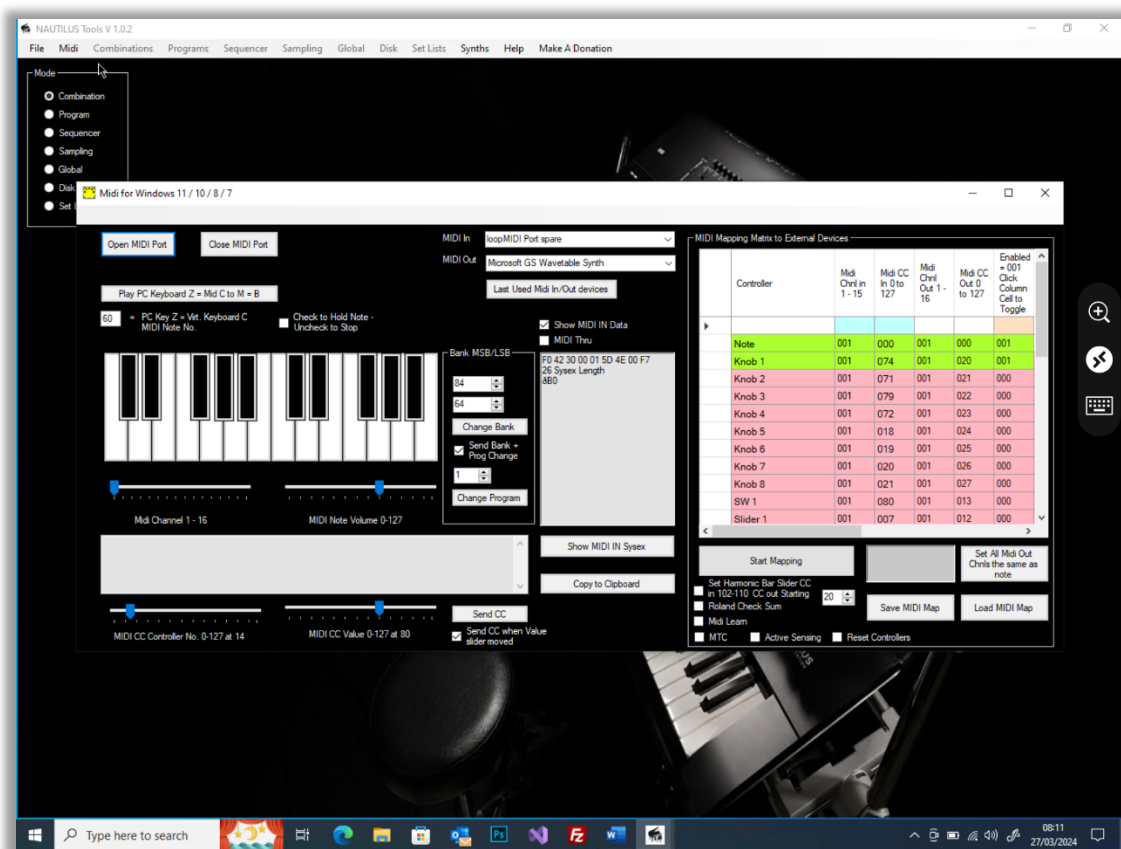 NAUTILUS Tools V 1.0.2
File Midi Combinations Programs Sequencer Sampling Global Disk Set Lists Synths Help Make A Donation
Mode
Combination
Program
Sequencer
Sampling
Global
Disk
Set
Midi for Windows 11 / 10 / 8 / 7
Open MIDI Port
Close MIDI Port
MIDI In
loopMIDI Port spare
MIDI Out
Microsoft GS Wavetable Synth
Last Used Midi In/Out devices
Play PC Keyboard Z = Mid C to M = B
60 = PC Key Z = Virt. Keyboard C
MIDI Note No.
Check to Hold Note -
Uncheck to Stop
Show MIDI IN Data
MIDI Thru
Bank MSB/LSB
84
64
Change Bank
Send Bank +
Prog Change
1
Change Program
F0 42 30 00 01 5D 4E 00 F7
26 Sysex Length
âB0
Midi Channel 1 - 16
MIDI Note Volume 0-127
Show MIDI IN Sysex
Copy to Clipboard
Send CC
Send CC when Value
slider moved
MIDI CC Controller No. 0-127 at 14
MIDI CC Value 0-127 at 80
MIDI Mapping Matrix to External Devices
Controller
Midi
Chnl in
1 - 15
Midi CC
In 0 to
127
Midi
Chnl
Out 1 -
16
Midi CC
Out 0
to 127
Enabled
= 001
Click
Column
Cell to
Toggle
Note 001 000 001 000 001
Knob 1 001 074 001 020 001
Knob 2 001 071 001 021 000
Knob 3 001 079 001 022 000
Knob 4 001 072 001 023 000
Knob 5 001 018 001 024 000
Knob 6 001 019 001 025 000
Knob 7 001 020 001 026 000
Knob 8 001 021 001 027 000
SW 1 001 080 001 013 000
Slider 1 001 007 001 012 000
Start Mapping
Set All Midi Out
Chnls the same as
note
Set Harmonic Bar Slider CC
in 102-110 CC out Starting
20
Roland Check Sum
Midi Learn
MTC
Active Sensing
Reset Controllers
Save MIDI Map
Load MIDI Map
Type here to search
08:11
27/03/2024